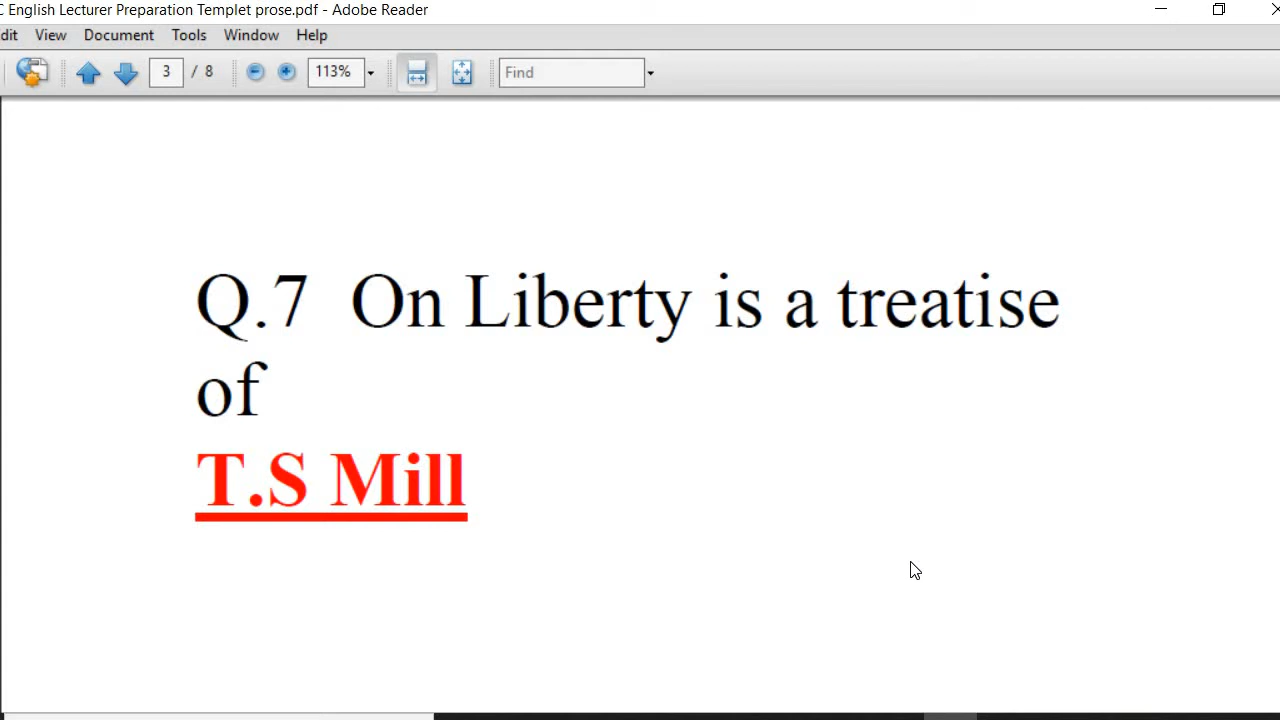 C English Lecturer Preparation Templet prose.pdf - Adobe Reader
dit View Document Tools Window Help
3 / 8 113% Find
Q.7 On Liberty is a treatise
of
T.S Mill